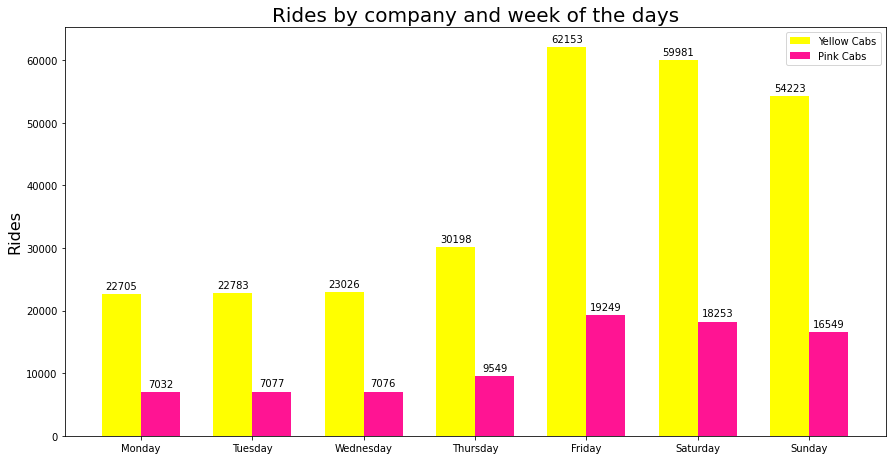 Rides by company and week of the days
Yellow Cabs
Pink Cabs
Rides
60000
50000
40000
30000
20000
10000
0
22705
7032
22783
7077
23026
7076
30198
9549
62153
19249
59981
18253
54223
16549
Monday
Tuesday
Wednesday
Thursday
Friday
Saturday
Sunday